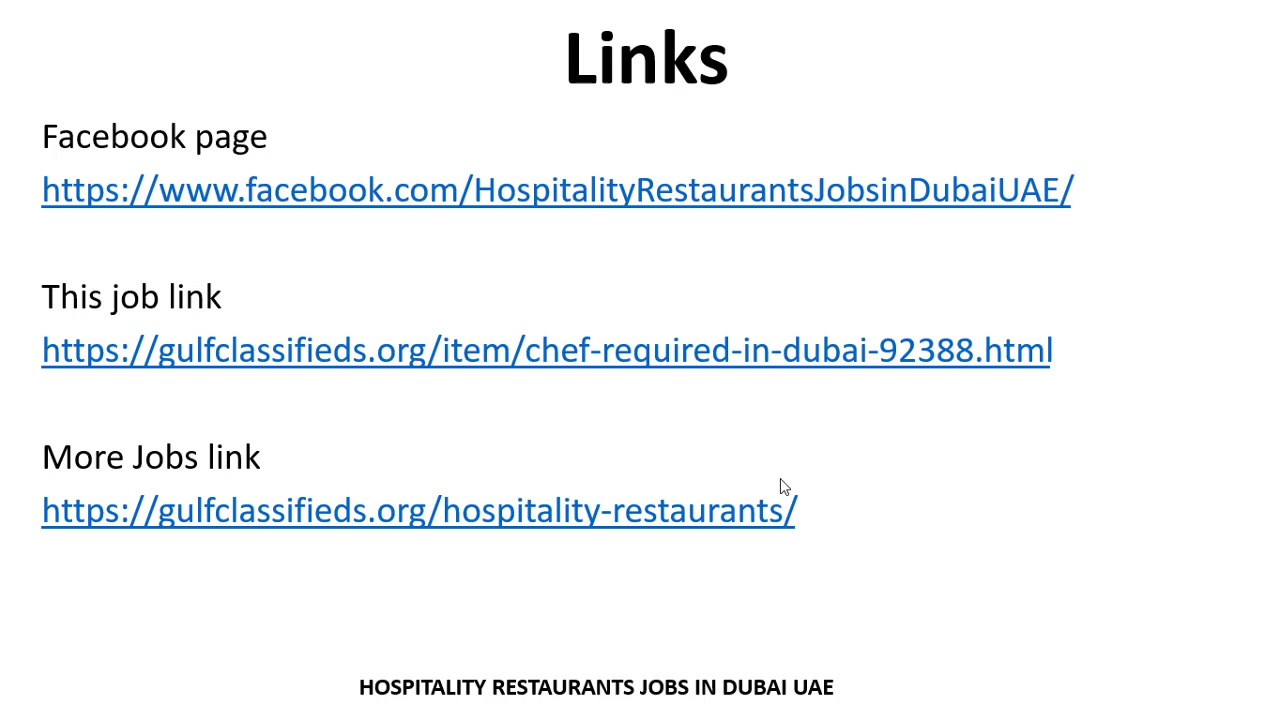 Links
Facebook page
https://www.facebook.com/HospitalityRestaurantsJobsinDubaiUAE/
This job link
https://gulfclassifieds.org/item/chef-required-in-dubai-92388.html
More Jobs link
https://gulfclassifieds.org/hospitality-restaurants/
HOSPITALITY RESTAURANTS JOBS IN DUBAI UAE